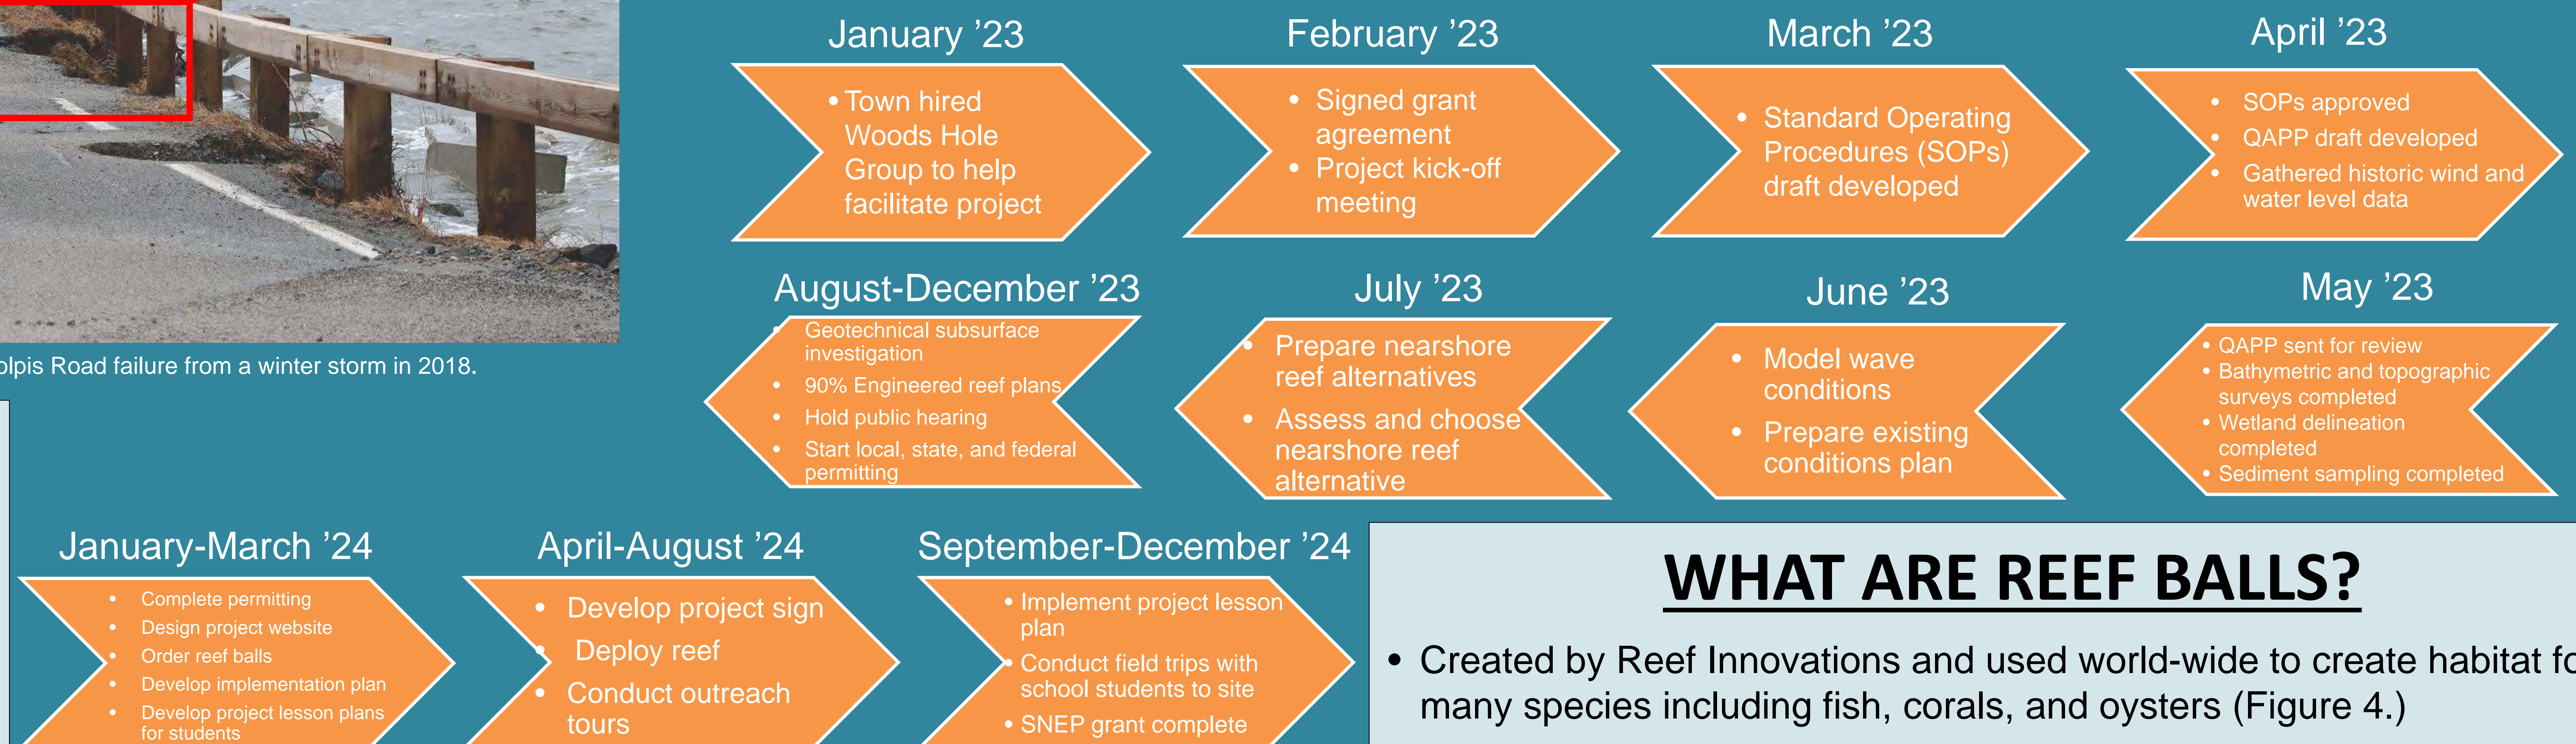 January ’23
• Town hired
Woods Hole
Group to help
facilitate project
February ’23
• Signed grant
agreement
• Project kick-off
meeting
March ’23
• Standard Operating
Procedures (SOPs)
draft developed
April ’23
• SOPs approved
• QAPP draft developed
• Gathered historic wind and
water level data
August-December ’23
• Geotechnical subsurface
investigation
• 90% Engineered reef plans
• Hold public hearing
• Start local, state, and federal
permitting
July ’23
• Prepare nearshore
reef alternatives
• Assess and choose
nearshore reef
alternative
June ’23
• Model wave
conditions
• Prepare existing
conditions plan
May ’23
• QAPP sent for review
• Bathymetric and topographic
surveys completed
• Wetland delineation
completed
• Sediment sampling completed
olpis Road failure from a winter storm in 2018.
January-March ’24
• Complete permitting
• Design project website
• Order reef balls
• Develop implementation plan
• Develop project lesson plans
for students
April-August ’24
• Develop project sign
• Deploy reef
• Conduct outreach
tours
September-December ’24
• Implement project lesson
plan
• Conduct field trips with
school students to site
• SNEP grant complete
WHAT ARE REEF BALLS?
• Created by Reef Innovations and used world-wide to create habitat fo
many species including fish, corals, and oysters (Figure 4.)